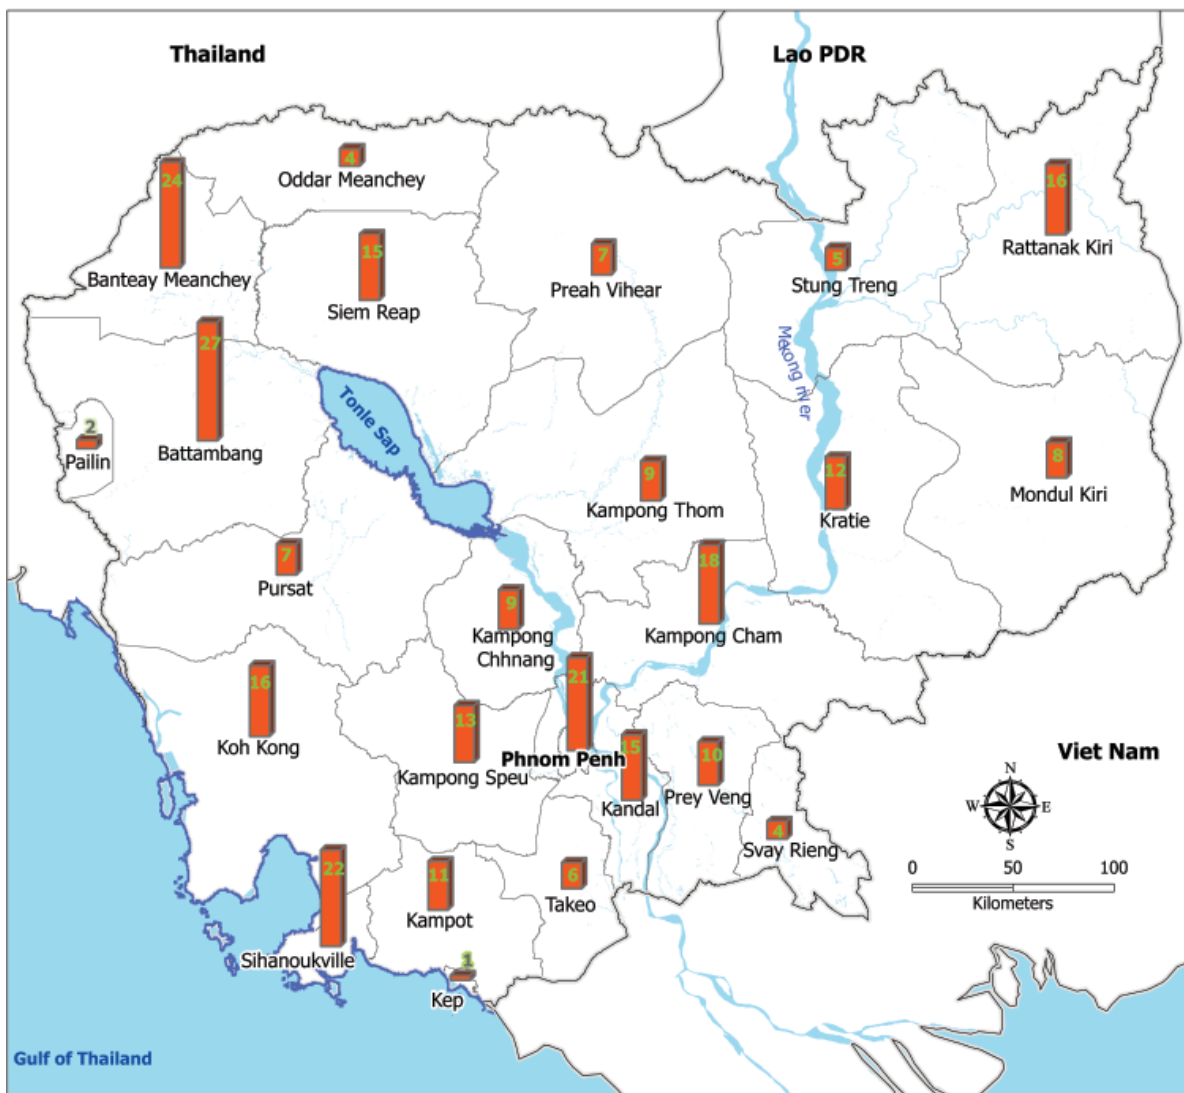 Thailand
Lao PDR
4
Oddar Meanchey
24
Banteay Meanchey
16
Rattanak Kiri
15
Siem Reap
7
Preah Vihear
5
Stung Treng
27
Battambang
Mekong river
Tonle Sap
2
Pailin
9
Kampong Thom
12
Kratie
8
Mondul Kiri
7
Pursat
18
Kampong Cham
9
Kampong
Chhnang
16
Koh Kong
13
Kampong Speu
21
Phnom Penh
15
Kandal
10
Prey Veng
Viet Nam
N
W
E
S
4
Svay Rieng
0
50
100
Kilometers
22
Sihanoukville
11
Kampot
6
Takeo
1
Kep
Gulf of Thailand